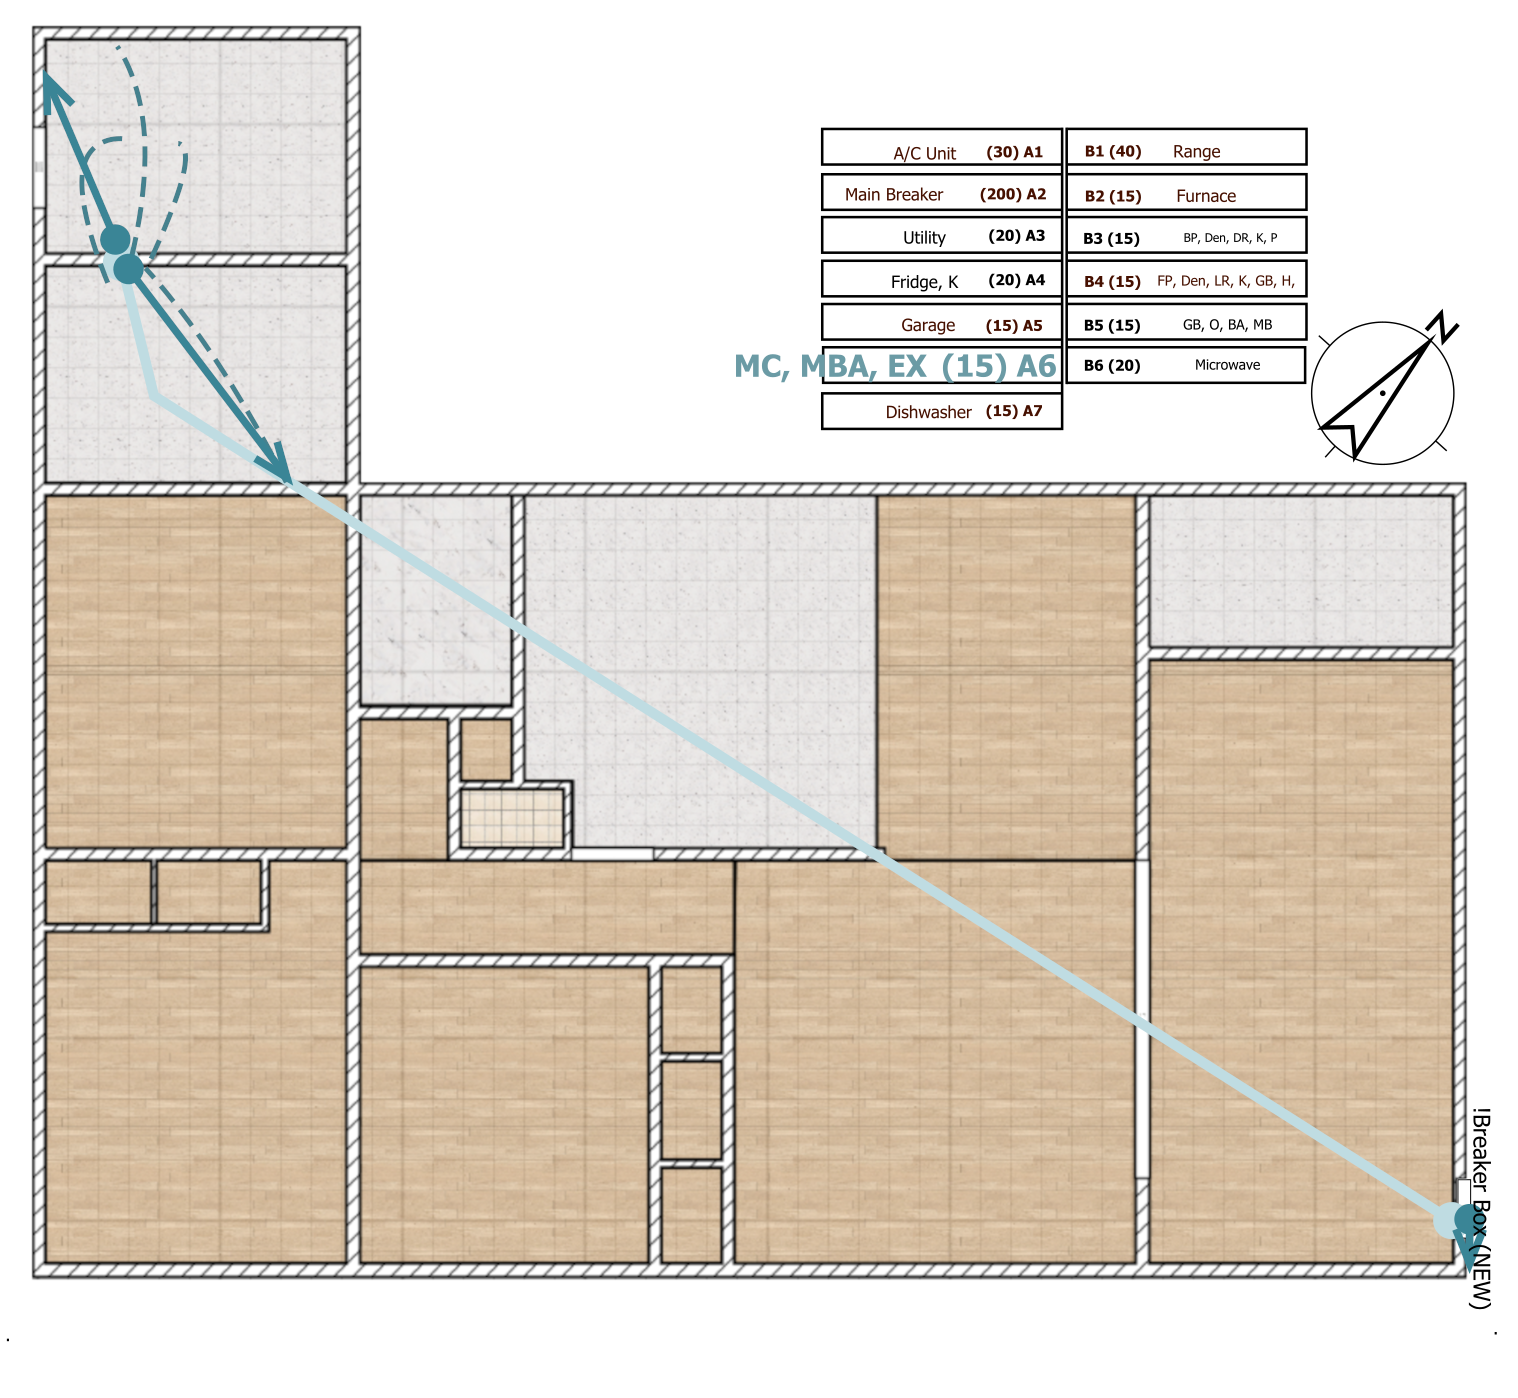 A/C Unit (30) A1 B1 (40) Range
Main Breaker (200) A2 B2 (15) Furnace
Utility (20) A3 B3 (15) BP, Den, DR, K, P
Fridge, K (20) A4 B4 (15) FP, Den, LR, K, GB, H,
Garage (15) A5 B5 (15) GB, O, BA, MB
MC, MBA, EX (15) A6 B6 (20) Microwave
Dishwasher (15) A7
N
!Breaker Box (NEW)